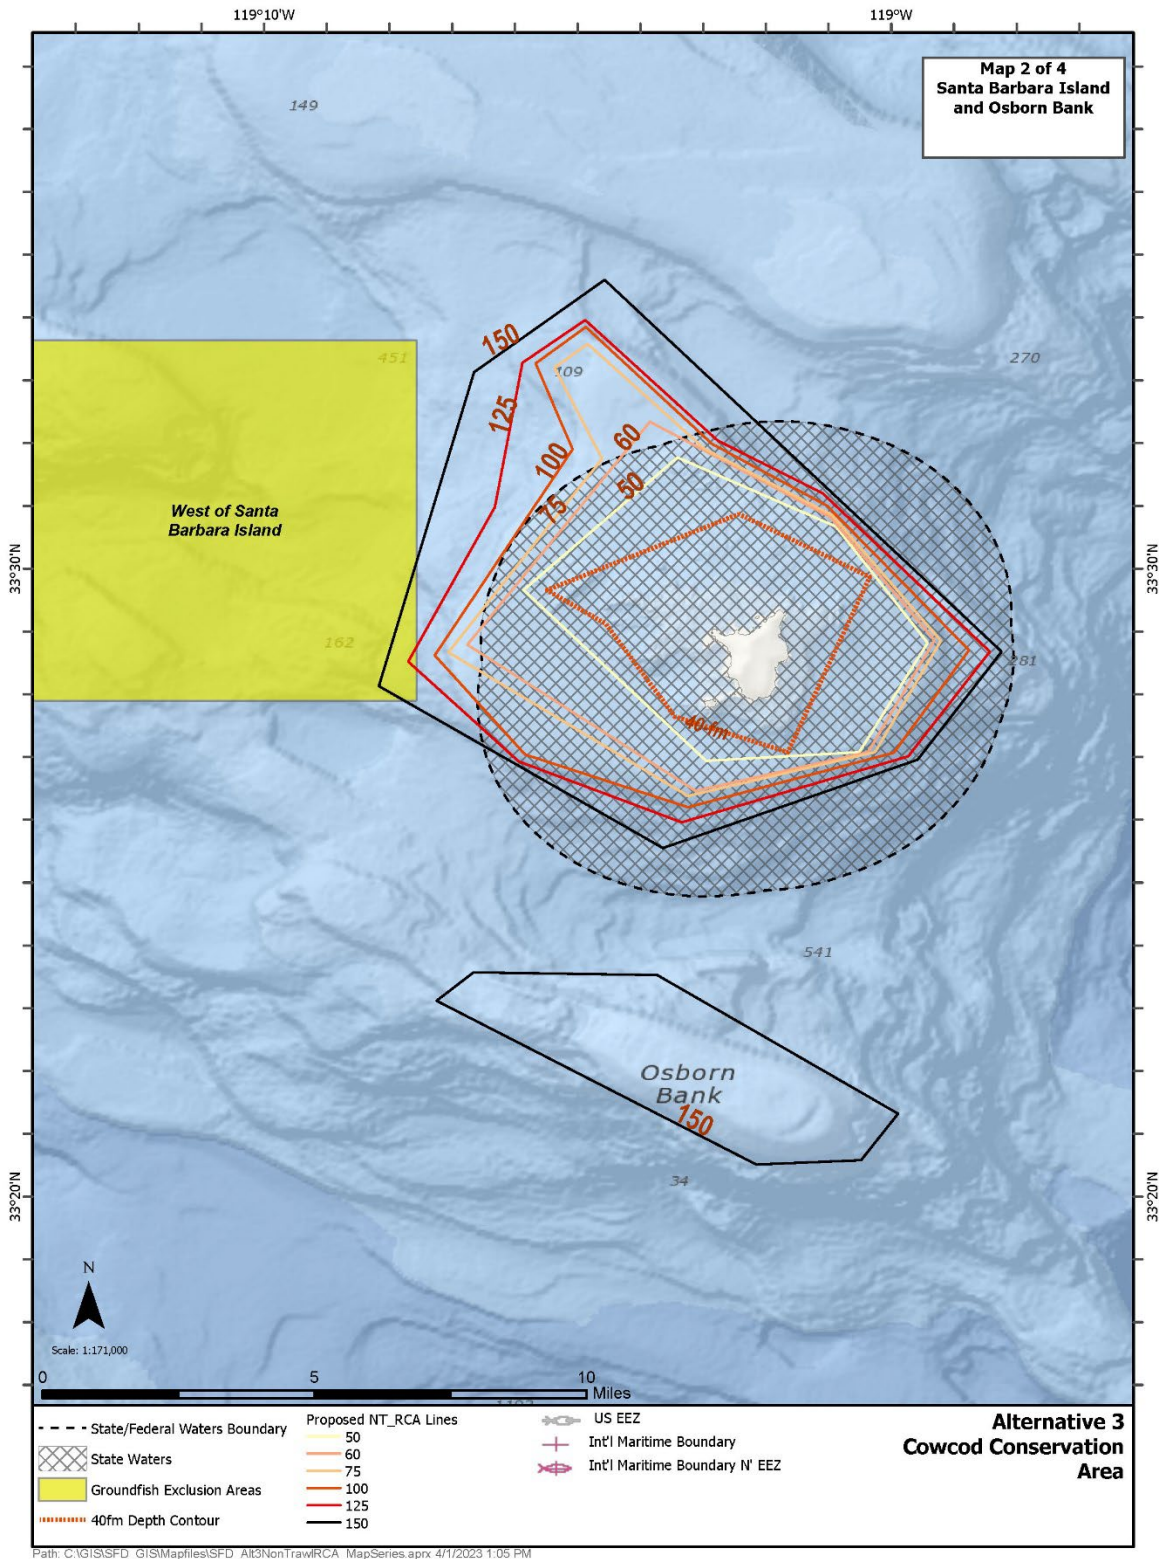 119°10'W
119°W
Map 2 of 4
Santa Barbara Island
and Osborn Bank
149
150
451
109
270
125
60
100
50
75
West of Santa
Barbara Island
33°30'N
33°30'N
162
281
40 fm
541
Osborn
Bank
150
34
33°20'N
33°20'N
N
Scale: 1:171,000
0
5
10
Miles
State/Federal Waters Boundary
State Waters
Groundfish Exclusion Areas
40fm Depth Contour
Proposed NT_RCA Lines
50
60
75
100
125
150
US EEZ
Int'l Maritime Boundary
Int'l Maritime Boundary N' EEZ
Alternative 3
Cowcod Conservation
Area
Path: C:\GIS\SFD_GIS\Mapfiles\SFD_Alt3NonTrawlRCA_MapSeries.aprx 4/1/2023 1:05 PM